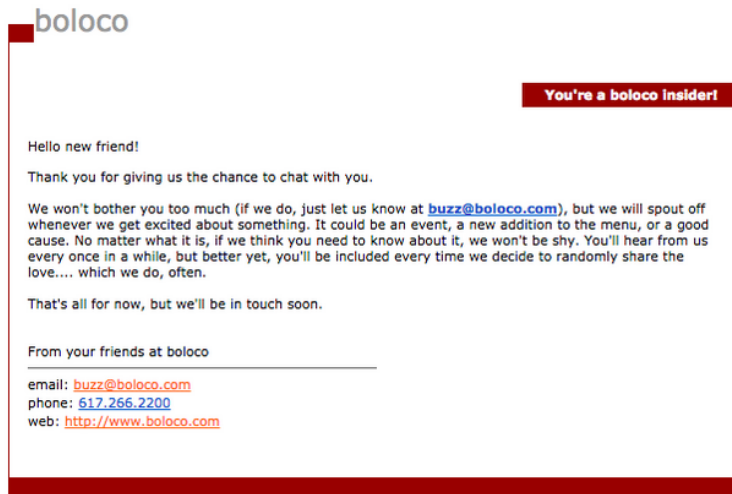 boloco
You're a boloco insider!
Hello new friend!
Thank you for giving us the chance to chat with you.
We won't bother you too much (if we do, just let us know at buzz@boloco.com), but we will spout off
whenever we get excited about something. It could be an event, a new addition to the menu, or a good
cause. No matter what it is, if we think you need to know about it, we won't be shy. You'll hear from us
every once in a while, but better yet, you'll be included every time we decide to randomly share the
love.... which we do, often.
That's all for now, but we'll be in touch soon.
From your friends at boloco
email: buzz@boloco.com
phone: 617.266.2200
web: http://www.boloco.com